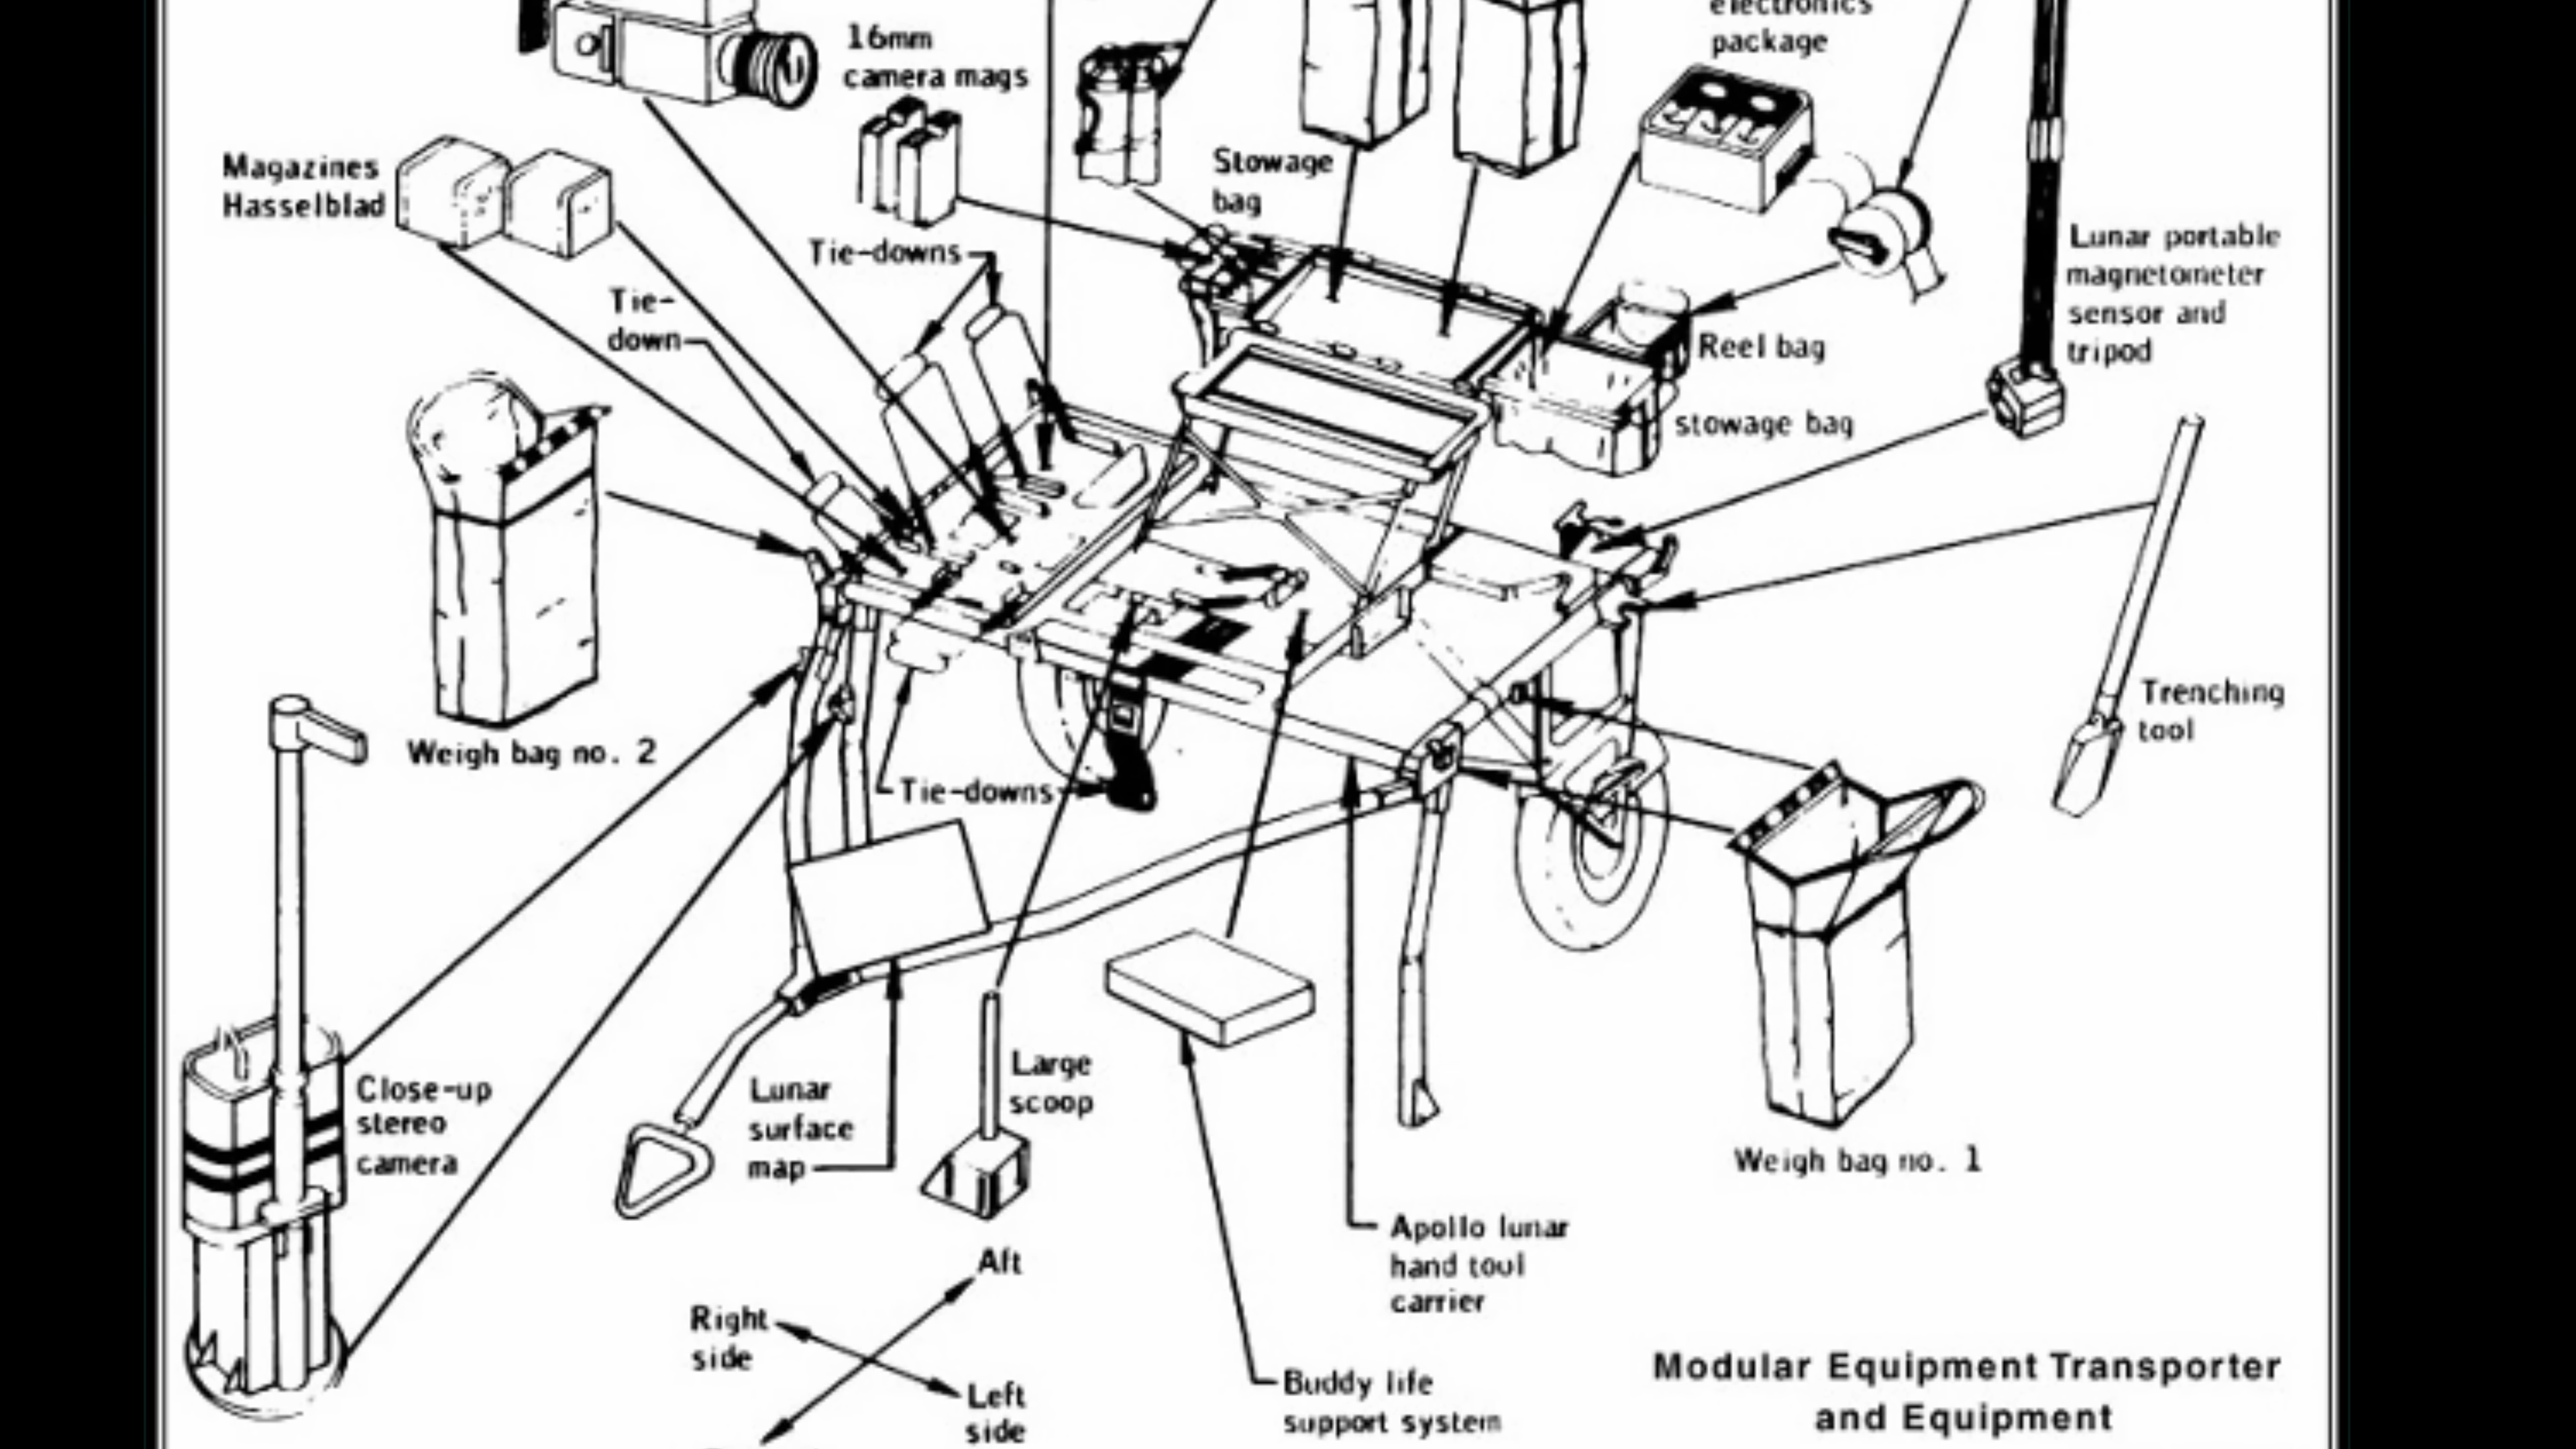 electronics
package
16mm
camera mags
Magazines
Hasselblad
Stowage
bag
Tie-downs
Tie-
down
Lunar portable
magnetometer
sensor and
tripod
Reel bag
stowage bag
Trenching
tool
Weigh bag no. 2
Tie-downs
Close-up
stereo
camera
Lunar
surface
map
Large
scoop
Weigh bag no. 1
Apollo lunar
hand tool
carrier
Aft
Right
side
Left
side
Buddy life
support system
Modular Equipment Transporter
and Equipment